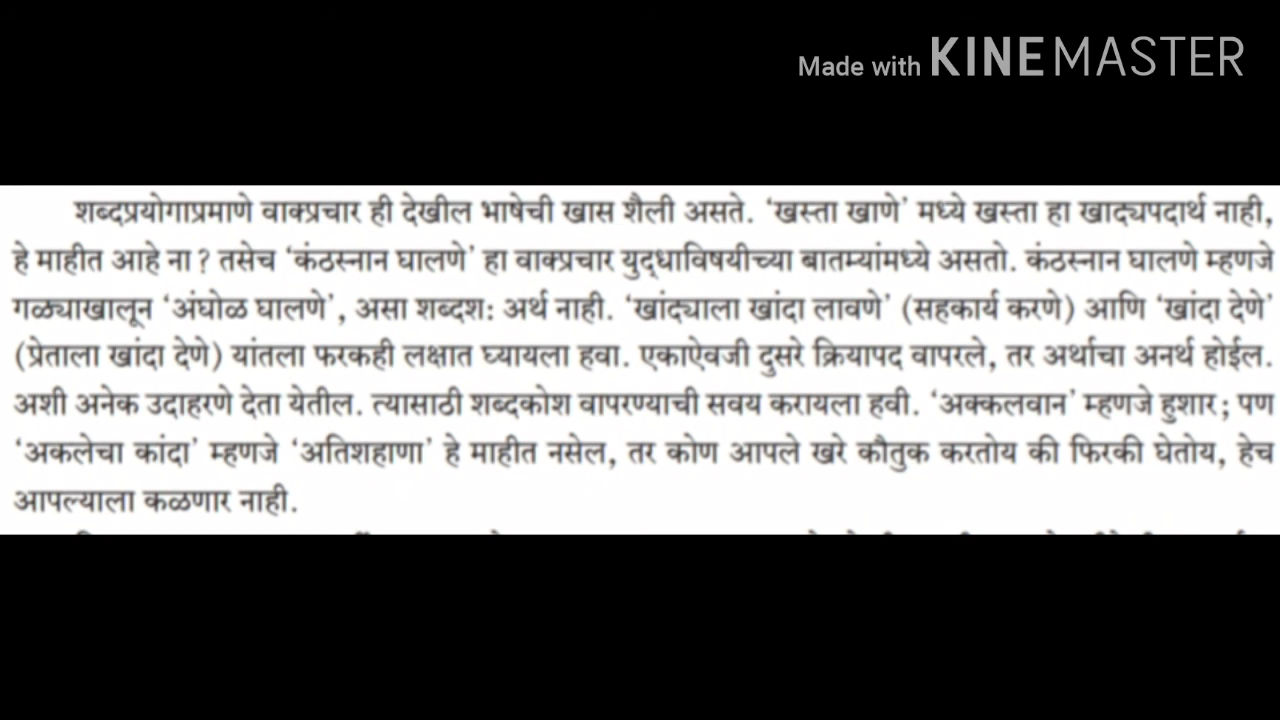 Made with KINEMASTER
शब्दप्रयोगाप्रमाणे वाक्प्रचार ही देखील भाषेची खास शैली असते. ‘खस्ता खाणे’ मध्ये खस्ता हा खाद्यपदार्थ नाही,
हे माहीत आहे ना? तसेच ‘कंठस्नान घालणे’ हा वाक्प्रचार युद्धाविषयीच्या बातम्यांमध्ये असतो. कंठस्नान घालणे म्हणजे
गळ्याखालून ‘अंघोळ घालणे’, असा शब्दश: अर्थ नाही. ‘खांद्याला खांदा लावणे’ (सहकार्य करणे) आणि ‘खांदा देणे’
(प्रेताला खांदा देणे) यांतला फरकही लक्षात घ्यायला हवा. एकाऐवजी दुसरे क्रियापद वापरले, तर अर्थाचा अनर्थ होईल.
अशी अनेक उदाहरणे देता येतील. त्यासाठी शब्दकोश वापरण्याची सवय करायला हवी. ‘अक्कलवान’ म्हणजे हुशार; पण
‘अकलेचा कांदा’ म्हणजे ‘अतिशहाणा’ हे माहीत नसेल, तर कोण आपले खरे कौतुक करतोय की फिरकी घेतोय, हेच
आपल्याला कळणार नाही.